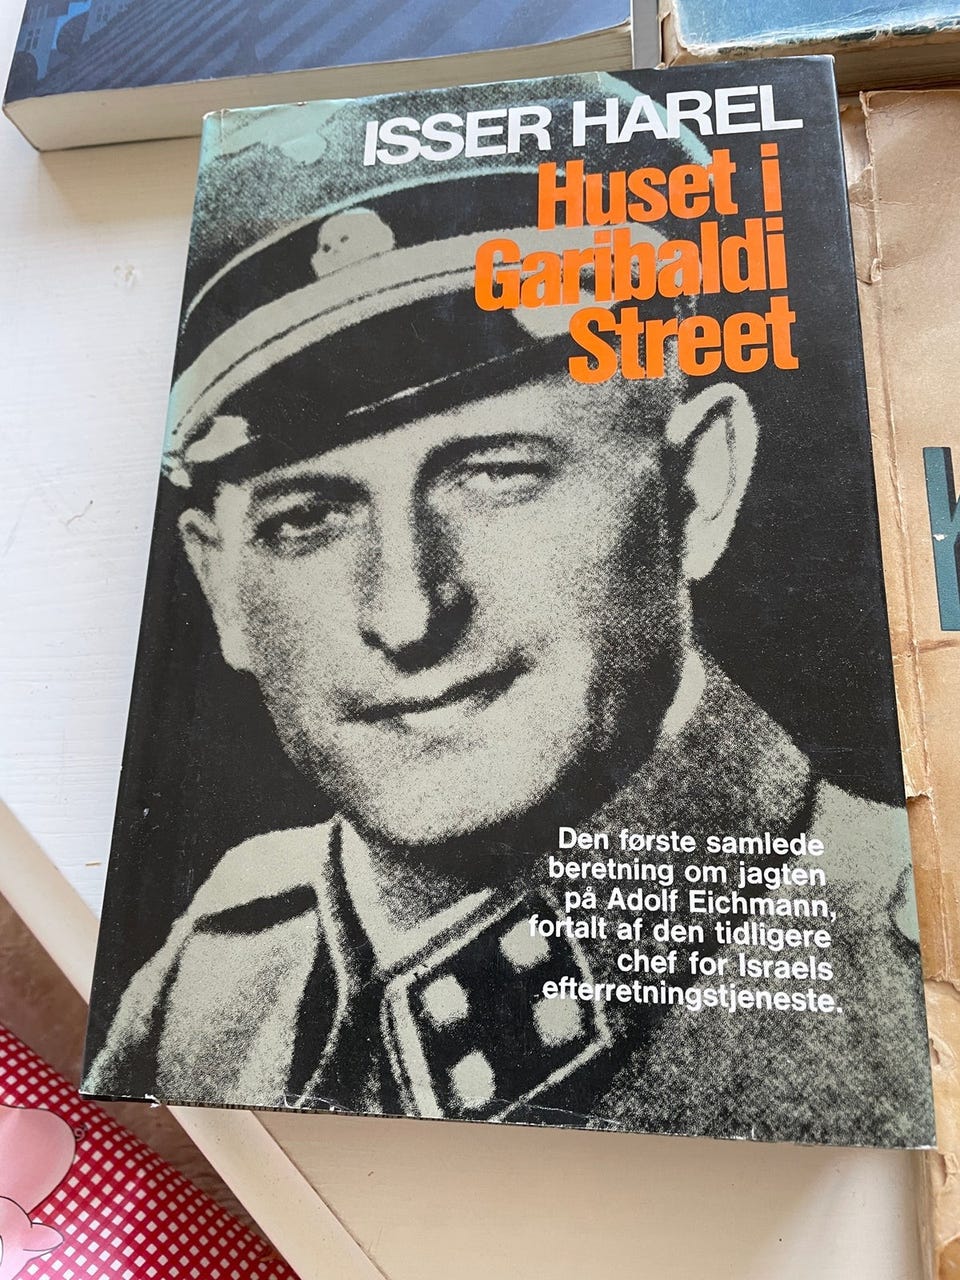 ISSER HAREL
Huset i
Garibaldi
Street
Den første samlede
beretning om jagten
på Adolf Eichmann,
fortalt af den tidligere
chef for Israels
efterretningstjeneste.